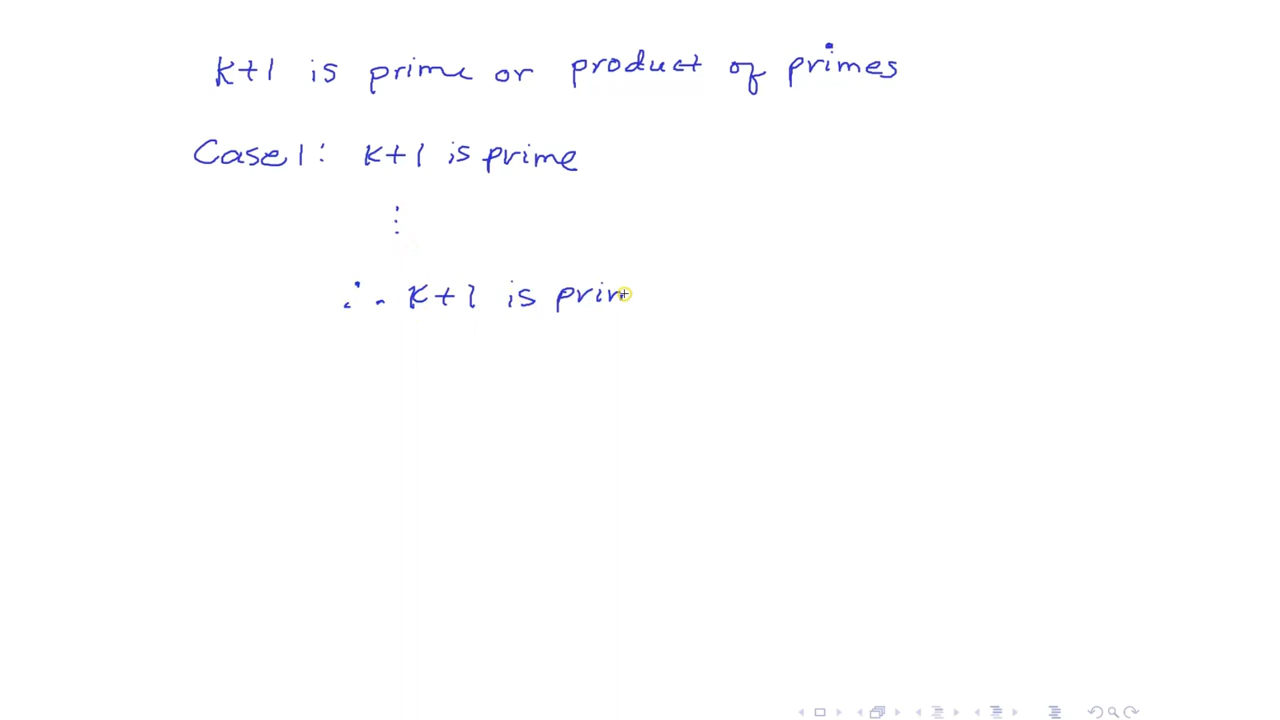 k+1 is prime or product of primes
Case 1: k+1 is prime
⋮
∴ k+1 is prim